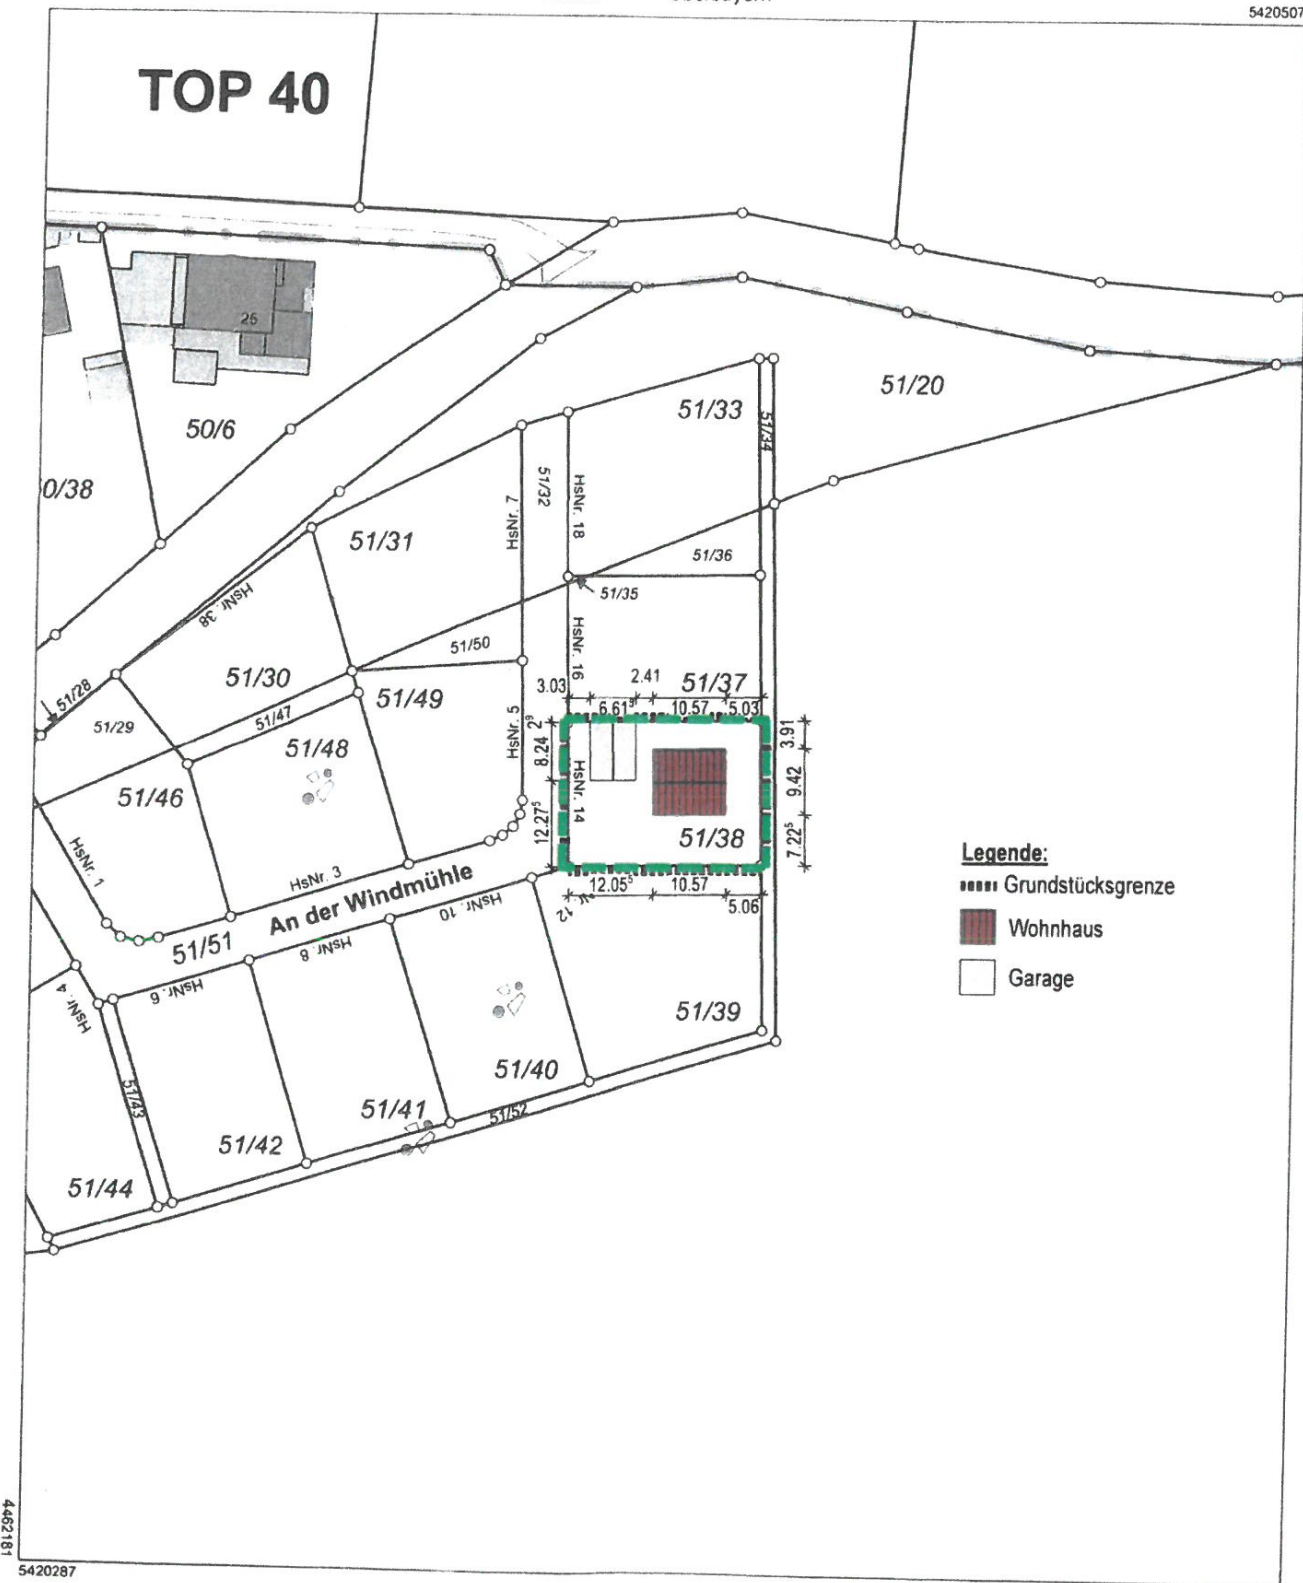 5420507
TOP 40
25
50/6
0/38
51/20
51/33
51/34
51/32
HsNr. 18
HsNr. 7
51/31
51/36
51/35
HsNr. 38
HsNr. 16
51/50
51/30
51/28
51/29
51/47
51/49
51/37
3.03
2.41
6.61⁵
10.57
5.03
HsNr. 5
2⁹
8.24
12.27⁵
HsNr. 14
3.91
9.42
7.22⁵
51/48
51/46
51/38
HsNr. 1
HsNr. 3
An der Windmühle
12.05⁵
10.57
5.06
HsNr. 10
12
51/51
HsNr. 8
HsNr. 6
HsNr. 4
Legende:
Grundstücksgrenze
Wohnhaus
Garage
51/39
51/40
51/43
51/41
51/52
51/42
51/44
4462181
5420287